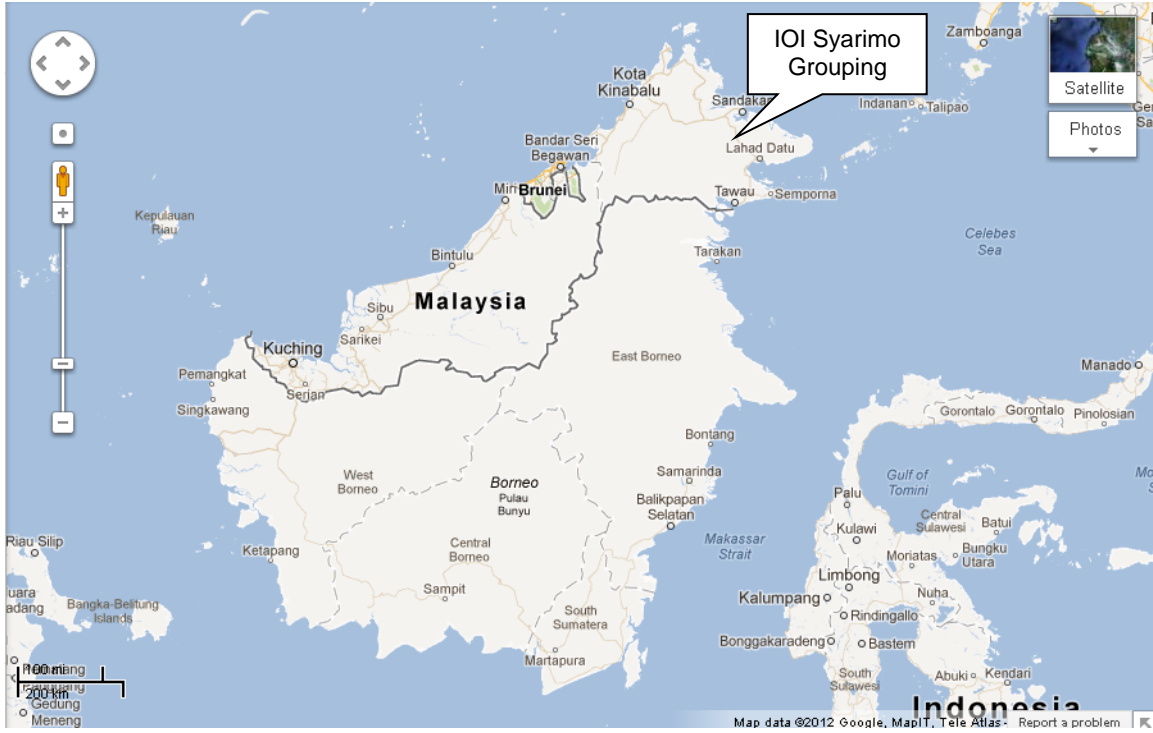 IOI Syarimo
Grouping
Zamboanga
Satellite
Photos
Kota
Kinabalu
Sandakan
Indanan
Talipao
Lahad Datu
Bandar Seri
Begawan
Brunei
Tawau
Semporna
Kepulauan
Riau
Celebes
Sea
Bintulu
Tarakan
Malaysia
Sibu
Sarikei
Kuching
Serian
East Borneo
Manado
Pemangkat
Singkawang
Gorontalo
Gorontalo
Pinolosian
Bontang
West
Borneo
Borneo
Pulau
Bunyu
Samarinda
Gulf of
Tomini
Balikpapan
Selatan
Palu
Central
Sulawesi
Batui
Kulawi
Makassar
Strait
Riau Silip
Ketapang
Central
Borneo
Moriatas
Bungku
Utara
Limbong
Sampit
Kalumpang
Nuha
Bangka-Belitung
Islands
South
Sumatera
Rindingallo
Bonggakaradeng
Bastem
Martapura
South
Sulawesi
Abuki
Kendari
100 mi
200 km
Gedung
Meneng
Indonesia
Map data ©2012 Google, MapIT, Tele Atlas -
Report a problem